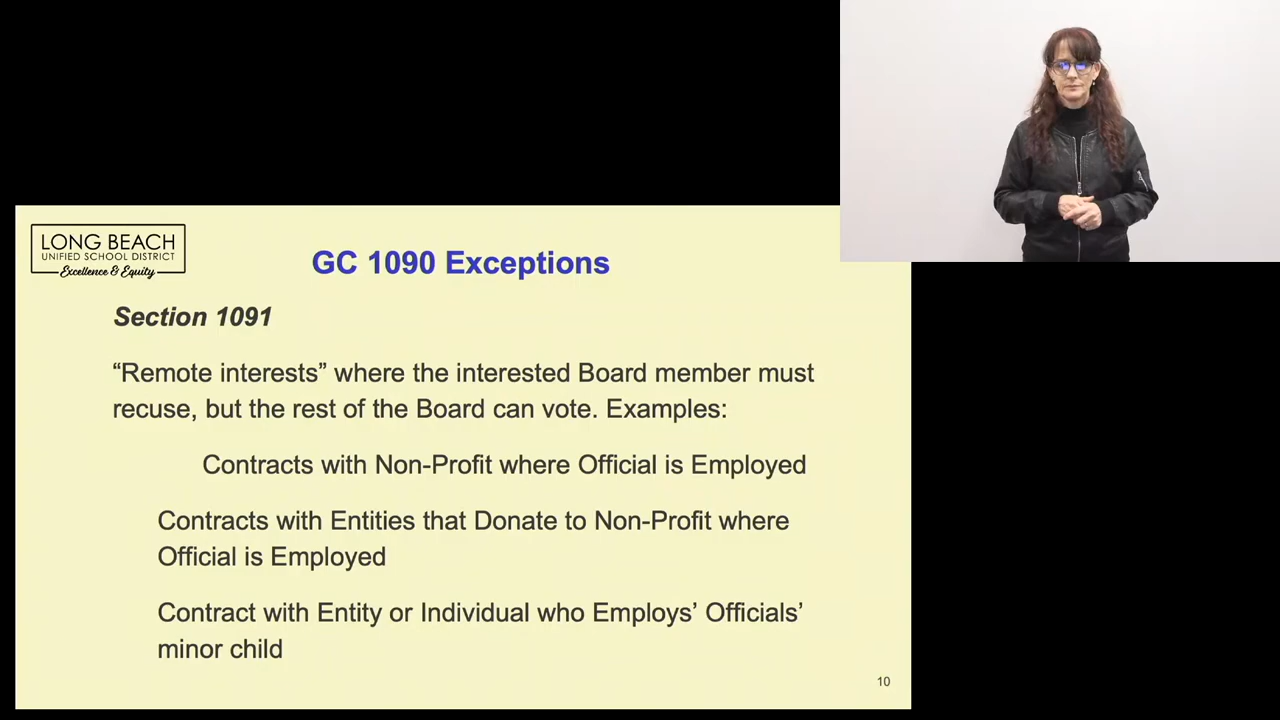 LONG BEACH
UNIFIED SCHOOL DISTRICT
Excellence & Equity
GC 1090 Exceptions
Section 1091
“Remote interests” where the interested Board member must
recuse, but the rest of the Board can vote. Examples:
Contracts with Non-Profit where Official is Employed
Contracts with Entities that Donate to Non-Profit where
Official is Employed
Contract with Entity or Individual who Employs’ Officials’
minor child
10